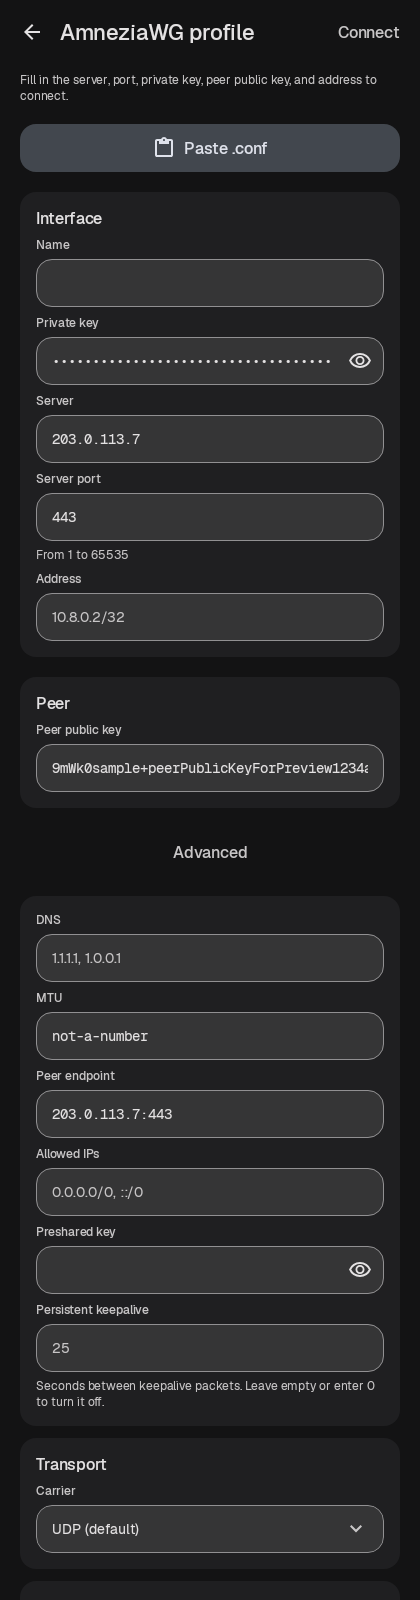 AmneziaWG profile
Connect
Fill in the server, port, private key, peer public key, and address to
connect.
Paste .conf
Interface
Name
Private key
•••••••••••••••••••••••••••••••••••
Server
203.0.113.7
Server port
443
From 1 to 65535
Address
10.8.0.2/32
Peer
Peer public key
9mWk0sample+peerPublicKeyForPreview1234a
Advanced
DNS
1.1.1.1, 1.0.0.1
MTU
not-a-number
Peer endpoint
203.0.113.7:443
Allowed IPs
0.0.0.0/0, ::/0
Preshared key
Persistent keepalive
25
Seconds between keepalive packets. Leave empty or enter 0
to turn it off.
Transport
Carrier
UDP (default)